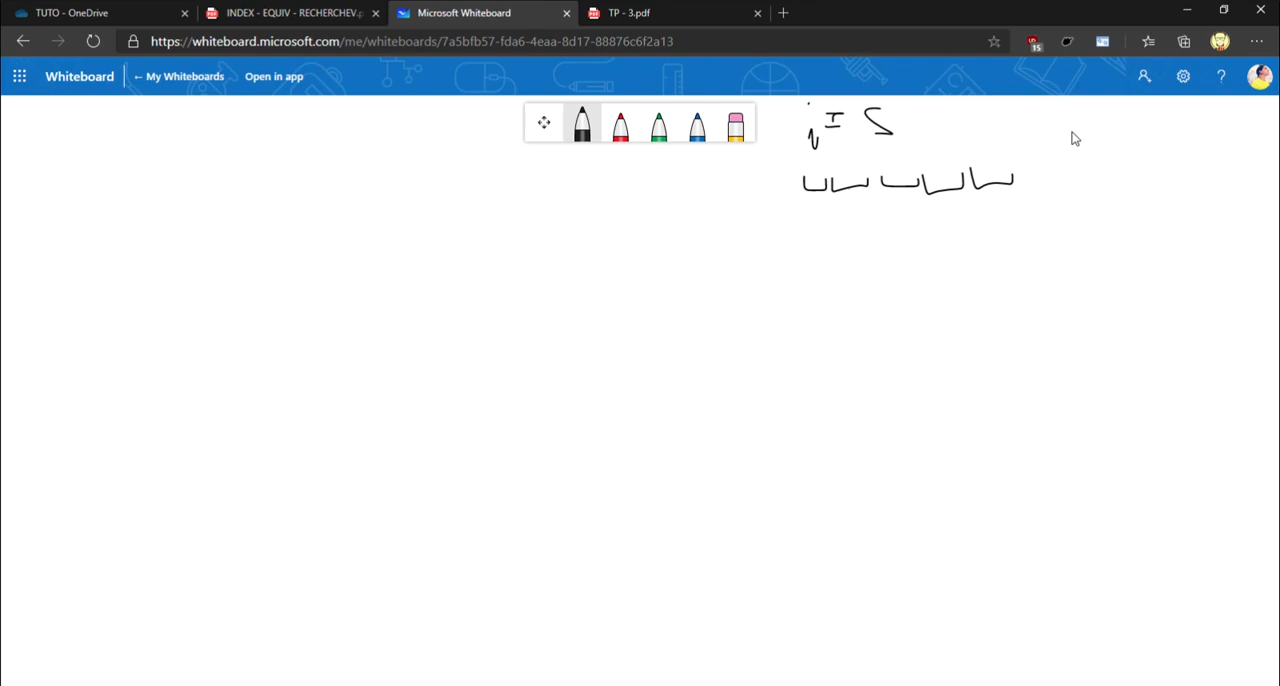 TUTO - OneDrive
INDEX - EQUIV - RECHERCHEV.p
Microsoft Whiteboard
TP - 3.pdf
https://whiteboard.microsoft.com/me/whiteboards/7a5bfb57-fda6-4eaa-8d17-88876c6f2a13
15
Whiteboard
← My Whiteboards
Open in app
?